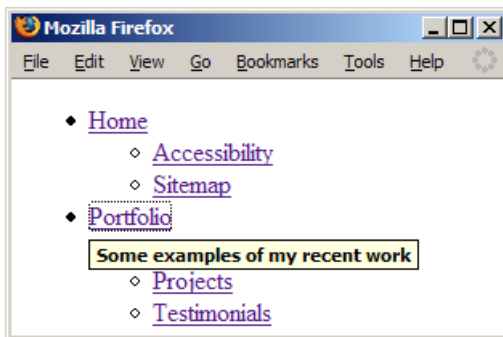 Mozilla Firefox
File Edit View Go Bookmarks Tools Help
Home
Accessibility
Sitemap
Portfolio
Some examples of my recent work
Projects
Testimonials